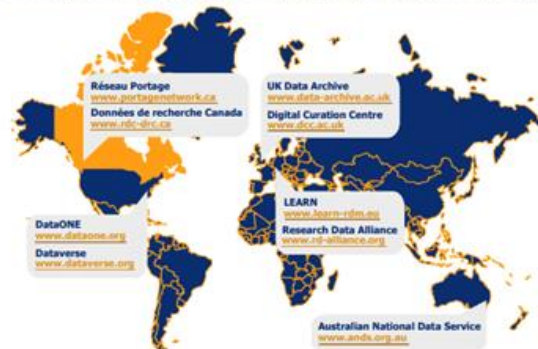 Réseau Portage
www.portagenetwork.ca
Données de recherche Canada
www.rdc-drc.ca
UK Data Archive
www.data-archive.ac.uk
Digital Curation Centre
www.dcc.ac.uk
DataONE
www.dataone.org
Dataverse
www.dataverse.org
LEARN
www.learn-rdm.eu
Research Data Alliance
www.rd-alliance.org
Australian National Data Service
www.ands.org.au